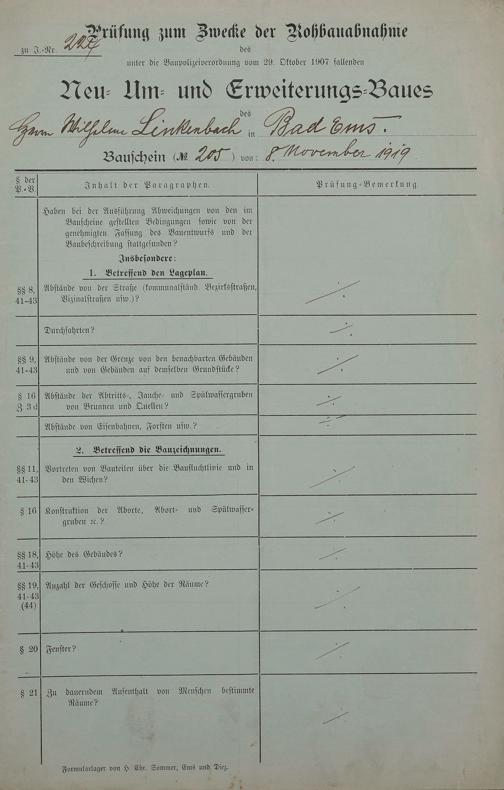 Prüfung zum Zwecke der Rohbauabnahme
zu J.-Nr. 227
des
unter die Baupolizeiverordnung vom 29. Oktober 1907 fallenden
Neu- Um- und Erweiterungs-Baues
des
Herrn Wilhelm Linkenbach in Bad Ems.
Bauschein (№ 205) von: 8. November 1919
§ der P.-V. Inhalt der Paragraphen. Prüfung-Bemerkung
Haben bei der Ausführung Abweichungen von den im
Bauscheine gestellten Bedingungen sowie von der
genehmigten Fassung des Bauentwurfs und der
Baubeschreibung stattgefunden?
Insbesondere:
1. Betreffend den Lageplan.
§§ 8, Abstände von der Straße (kommunalständ. Bezirksstraßen,
41-43 Vizinalstraßen usw.)? ·/.
Durchfahrten? ·/.
§§ 9, Abstände von der Grenze von den benachbarten Gebäuden
41-43 und von Gebäuden auf demselben Grundstücke? ·/.
§ 16 Abstände der Abtritts-, Jauche- und Spülwassergruben
Z 3 d von Brunnen und Quellen? ·/.
Abstände von Eisenbahnen, Forsten usw.? ·/.
2. Betreffend die Bauzeichnungen.
§§ 11, Vortreten von Bauteilen über die Baufluchtlinie und in
41-43 den Wichen? ·/.
§ 16 Konstruktion der Aborte, Abort- und Spülwasser-
gruben ꝛc.? ·/.
§§ 18, Höhe des Gebäudes? ·/.
41-43
§§ 19, Anzahl der Geschosse und Höhe der Räume? ·/.
41-43
(44)
§ 20 Fenster? ·/.
§ 21 Zu dauerndem Aufenthalt von Menschen bestimmte
Räume? ·/.
Formularlager von H. Chr. Sommer, Ems und Diez.